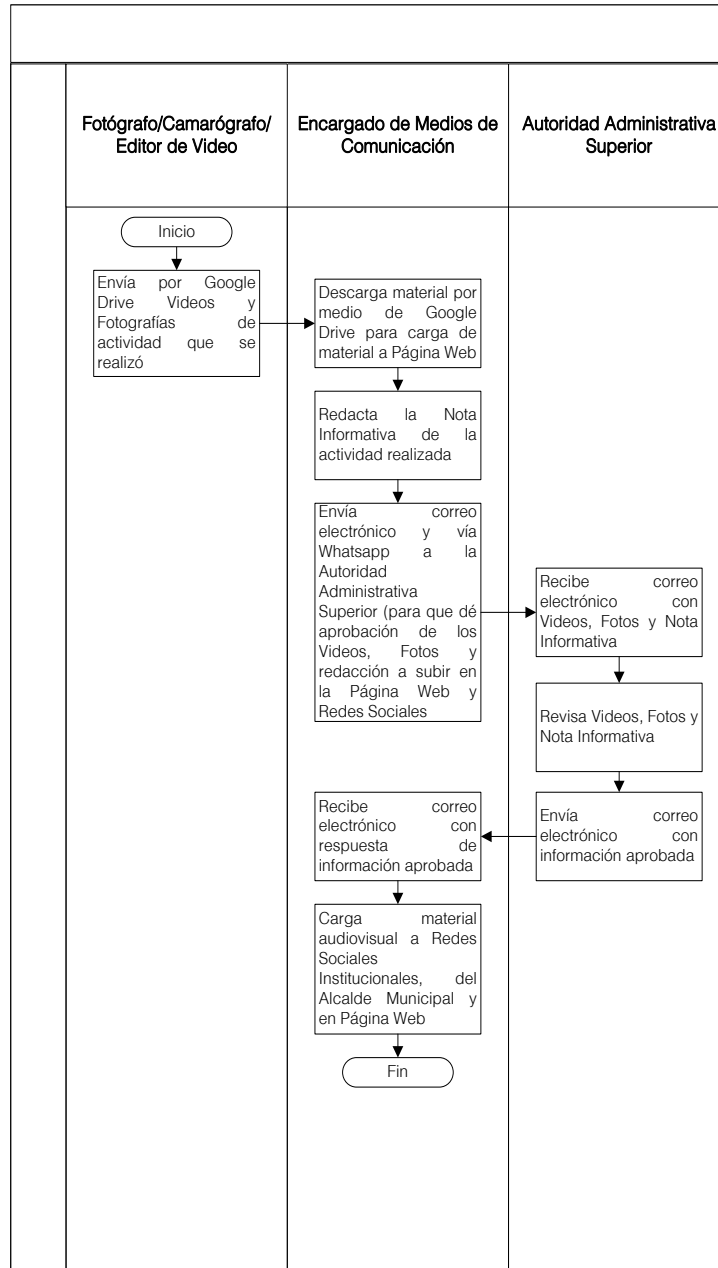 Fotógrafo/Camarógrafo/
Editor de Video
Encargado de Medios de
Comunicación
Autoridad Administrativa
Superior
Inicio
Envía por Google
Drive Videos y
Fotografías de
actividad que se
realizó
Descarga material por
medio de Google
Drive para carga de
material a Página Web
Redacta la Nota
Informativa de la
actividad realizada
Envía correo
electrónico y vía
Whatsapp a la
Autoridad
Administrativa
Superior (para que dé
aprobación de los
Videos, Fotos y
redacción a subir en
la Página Web y
Redes Sociales
Recibe correo
electrónico con
Videos, Fotos y Nota
Informativa
Revisa Videos, Fotos y
Nota Informativa
Envía correo
electrónico con
información aprobada
Recibe correo
electrónico con
respuesta de
información aprobada
Carga material
audiovisual a Redes
Sociales
Institucionales, del
Alcalde Municipal y
en Página Web
Fin